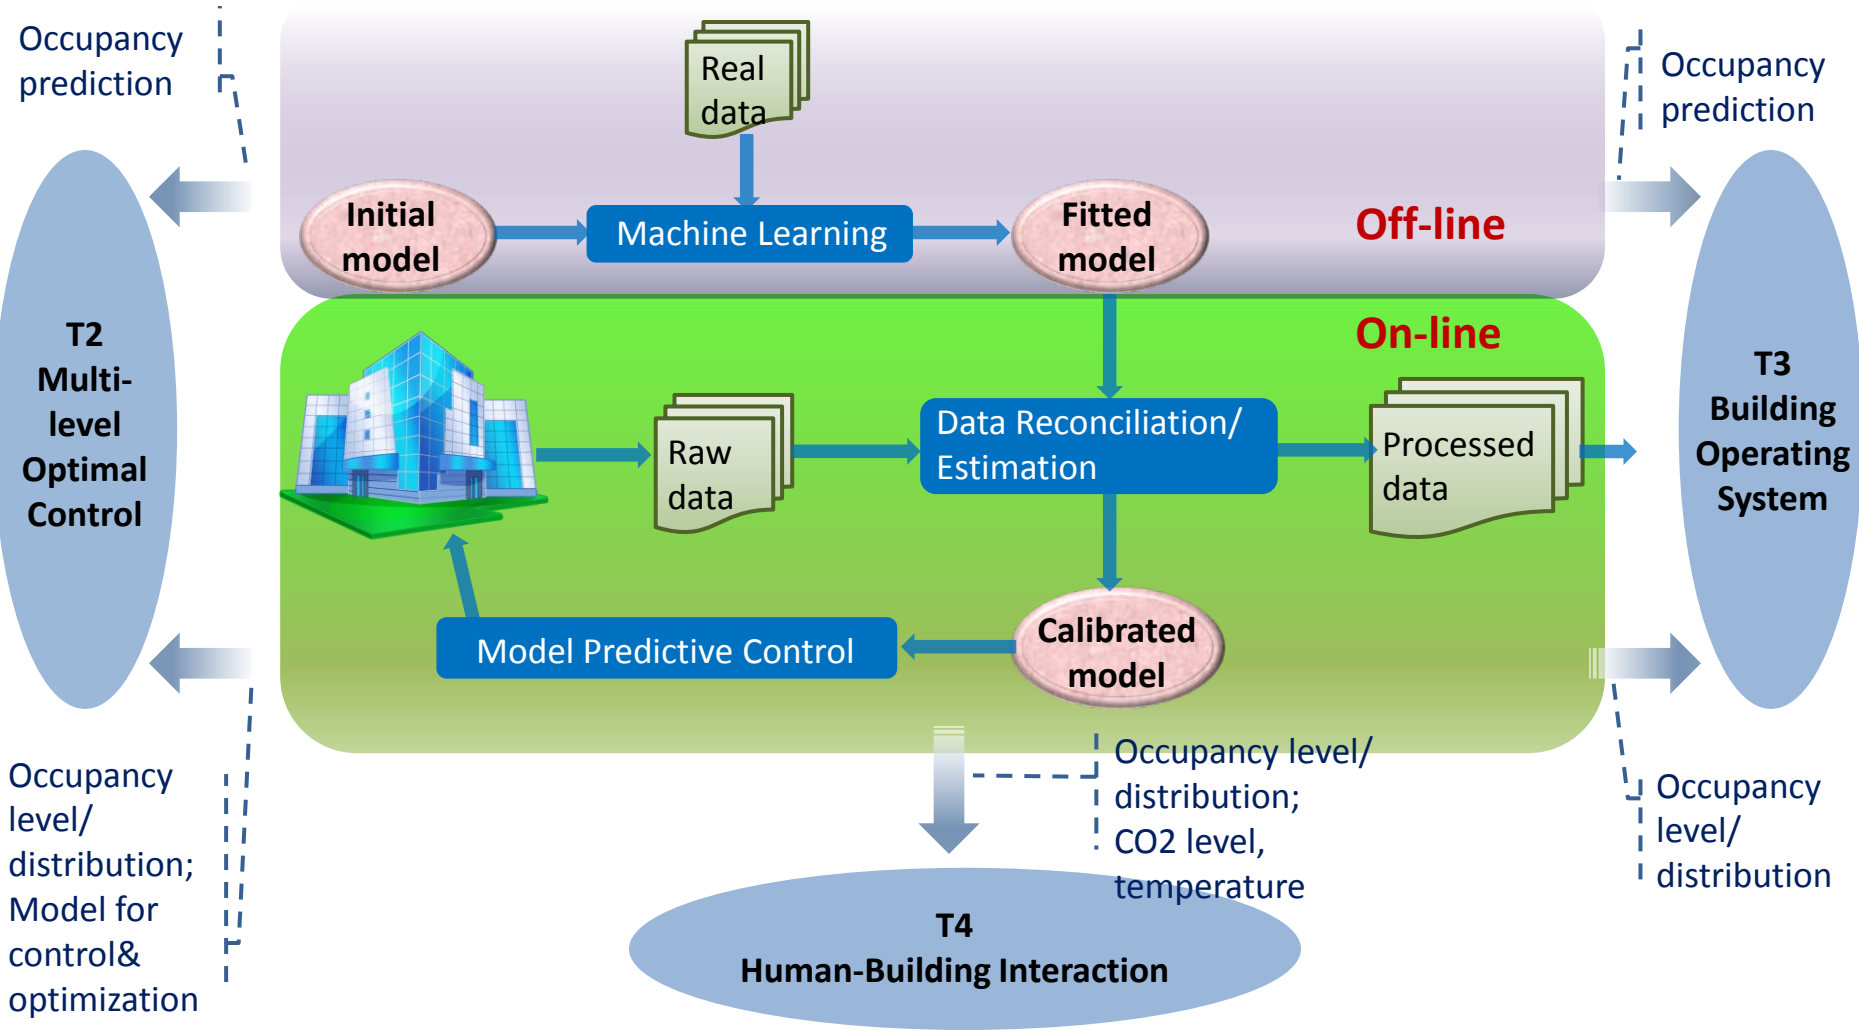 Occupancy
prediction
Real
data
Occupancy
prediction
Initial
model
Machine Learning
Fitted
model
Off-line
On-line
T2
Multi-
level
Optimal
Control
Raw
data
Data Reconciliation/
Estimation
Processed
data
T3
Building
Operating
System
Model Predictive Control
Calibrated
model
Occupancy
level/
distribution;
Model for
control&
optimization
Occupancy level/
distribution;
CO2 level,
temperature
Occupancy
level/
distribution
T4
Human-Building Interaction